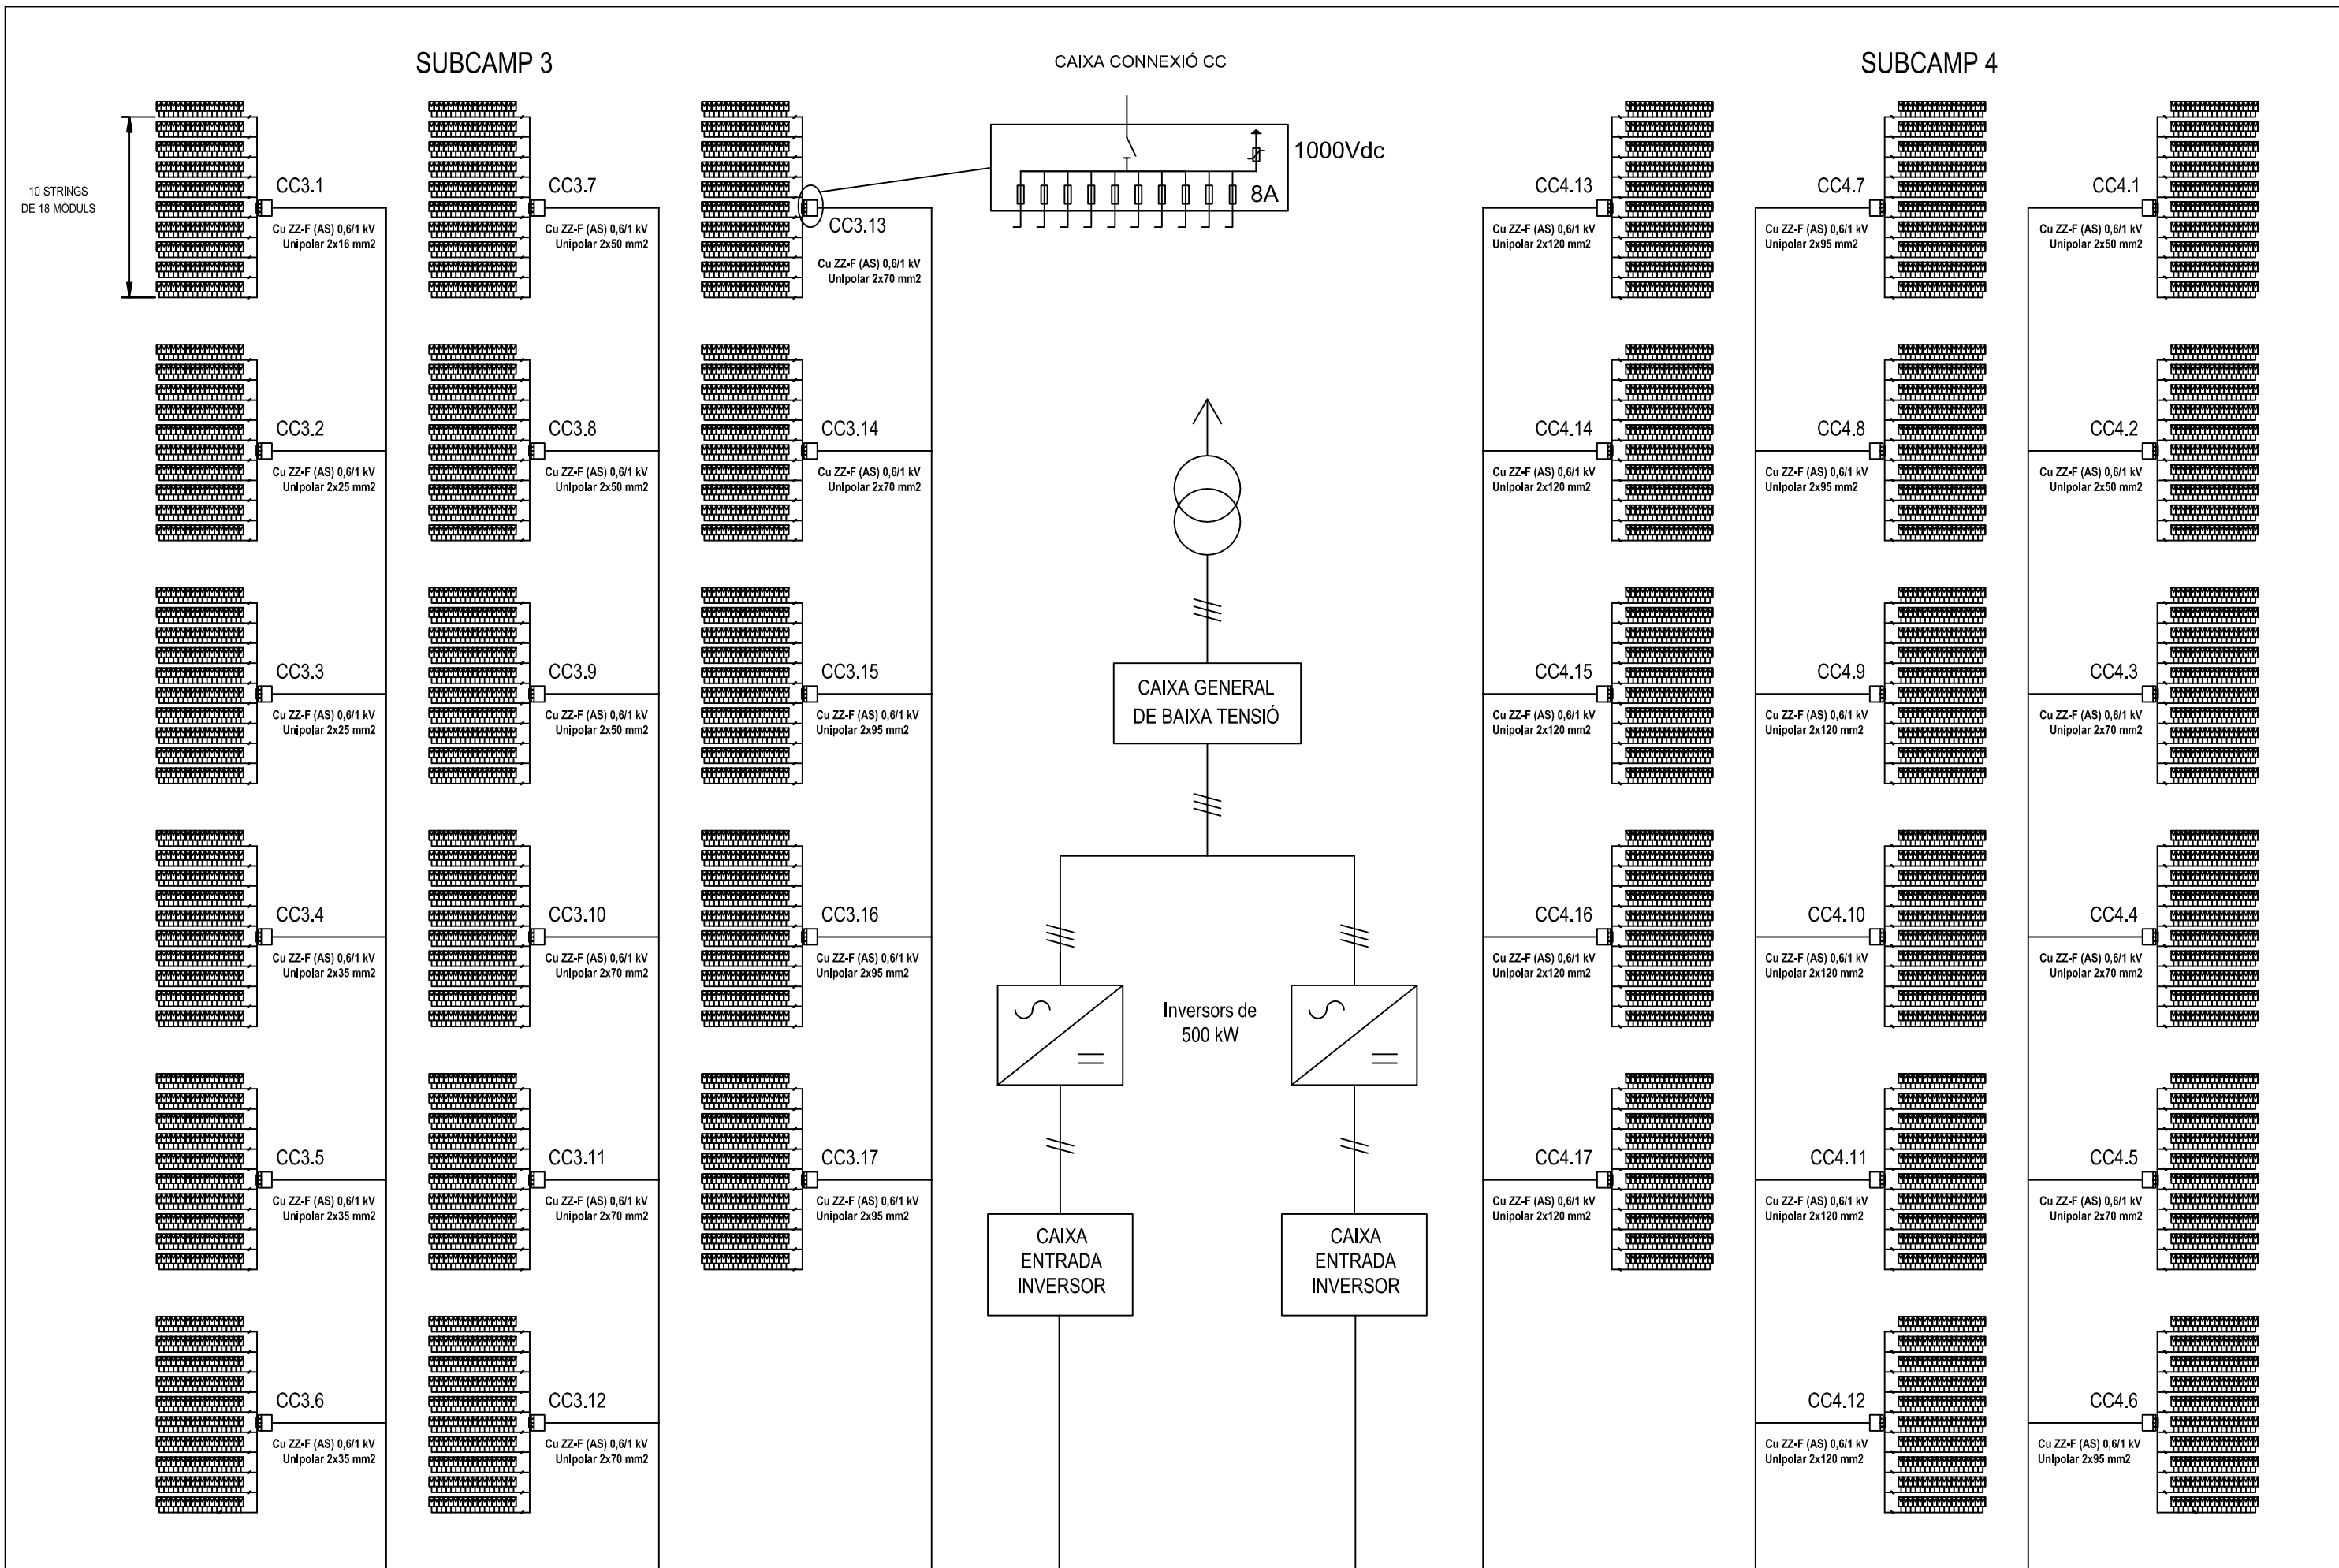 SUBCAMP 3
CAIXA CONNEXIÓ CC
SUBCAMP 4
10 STRINGS
DE 18 MÒDULS
1000Vdc
8A
CC3.1
Cu ZZ-F (AS) 0,6/1 kV
Unipolar 2x16 mm2
CC3.2
Cu ZZ-F (AS) 0,6/1 kV
Unipolar 2x25 mm2
CC3.3
Cu ZZ-F (AS) 0,6/1 kV
Unipolar 2x25 mm2
CC3.4
Cu ZZ-F (AS) 0,6/1 kV
Unipolar 2x35 mm2
CC3.5
Cu ZZ-F (AS) 0,6/1 kV
Unipolar 2x35 mm2
CC3.6
Cu ZZ-F (AS) 0,6/1 kV
Unipolar 2x35 mm2
CC3.7
Cu ZZ-F (AS) 0,6/1 kV
Unipolar 2x50 mm2
CC3.8
Cu ZZ-F (AS) 0,6/1 kV
Unipolar 2x50 mm2
CC3.9
Cu ZZ-F (AS) 0,6/1 kV
Unipolar 2x50 mm2
CC3.10
Cu ZZ-F (AS) 0,6/1 kV
Unipolar 2x70 mm2
CC3.11
Cu ZZ-F (AS) 0,6/1 kV
Unipolar 2x70 mm2
CC3.12
Cu ZZ-F (AS) 0,6/1 kV
Unipolar 2x70 mm2
CC3.13
Cu ZZ-F (AS) 0,6/1 kV
Unipolar 2x70 mm2
CC3.14
Cu ZZ-F (AS) 0,6/1 kV
Unipolar 2x70 mm2
CC3.15
Cu ZZ-F (AS) 0,6/1 kV
Unipolar 2x95 mm2
CC3.16
Cu ZZ-F (AS) 0,6/1 kV
Unipolar 2x95 mm2
CC3.17
Cu ZZ-F (AS) 0,6/1 kV
Unipolar 2x95 mm2
CAIXA GENERAL
DE BAIXA TENSIÓ
Inversors de
500 kW
CAIXA
ENTRADA
INVERSOR
CAIXA
ENTRADA
INVERSOR
CC4.13
Cu ZZ-F (AS) 0,6/1 kV
Unipolar 2x120 mm2
CC4.14
Cu ZZ-F (AS) 0,6/1 kV
Unipolar 2x120 mm2
CC4.15
Cu ZZ-F (AS) 0,6/1 kV
Unipolar 2x120 mm2
CC4.16
Cu ZZ-F (AS) 0,6/1 kV
Unipolar 2x120 mm2
CC4.17
Cu ZZ-F (AS) 0,6/1 kV
Unipolar 2x120 mm2
CC4.7
Cu ZZ-F (AS) 0,6/1 kV
Unipolar 2x95 mm2
CC4.8
Cu ZZ-F (AS) 0,6/1 kV
Unipolar 2x95 mm2
CC4.9
Cu ZZ-F (AS) 0,6/1 kV
Unipolar 2x120 mm2
CC4.10
Cu ZZ-F (AS) 0,6/1 kV
Unipolar 2x120 mm2
CC4.11
Cu ZZ-F (AS) 0,6/1 kV
Unipolar 2x120 mm2
CC4.12
Cu ZZ-F (AS) 0,6/1 kV
Unipolar 2x120 mm2
CC4.1
Cu ZZ-F (AS) 0,6/1 kV
Unipolar 2x50 mm2
CC4.2
Cu ZZ-F (AS) 0,6/1 kV
Unipolar 2x50 mm2
CC4.3
Cu ZZ-F (AS) 0,6/1 kV
Unipolar 2x70 mm2
CC4.4
Cu ZZ-F (AS) 0,6/1 kV
Unipolar 2x70 mm2
CC4.5
Cu ZZ-F (AS) 0,6/1 kV
Unipolar 2x70 mm2
CC4.6
Cu ZZ-F (AS) 0,6/1 kV
Unipolar 2x95 mm2